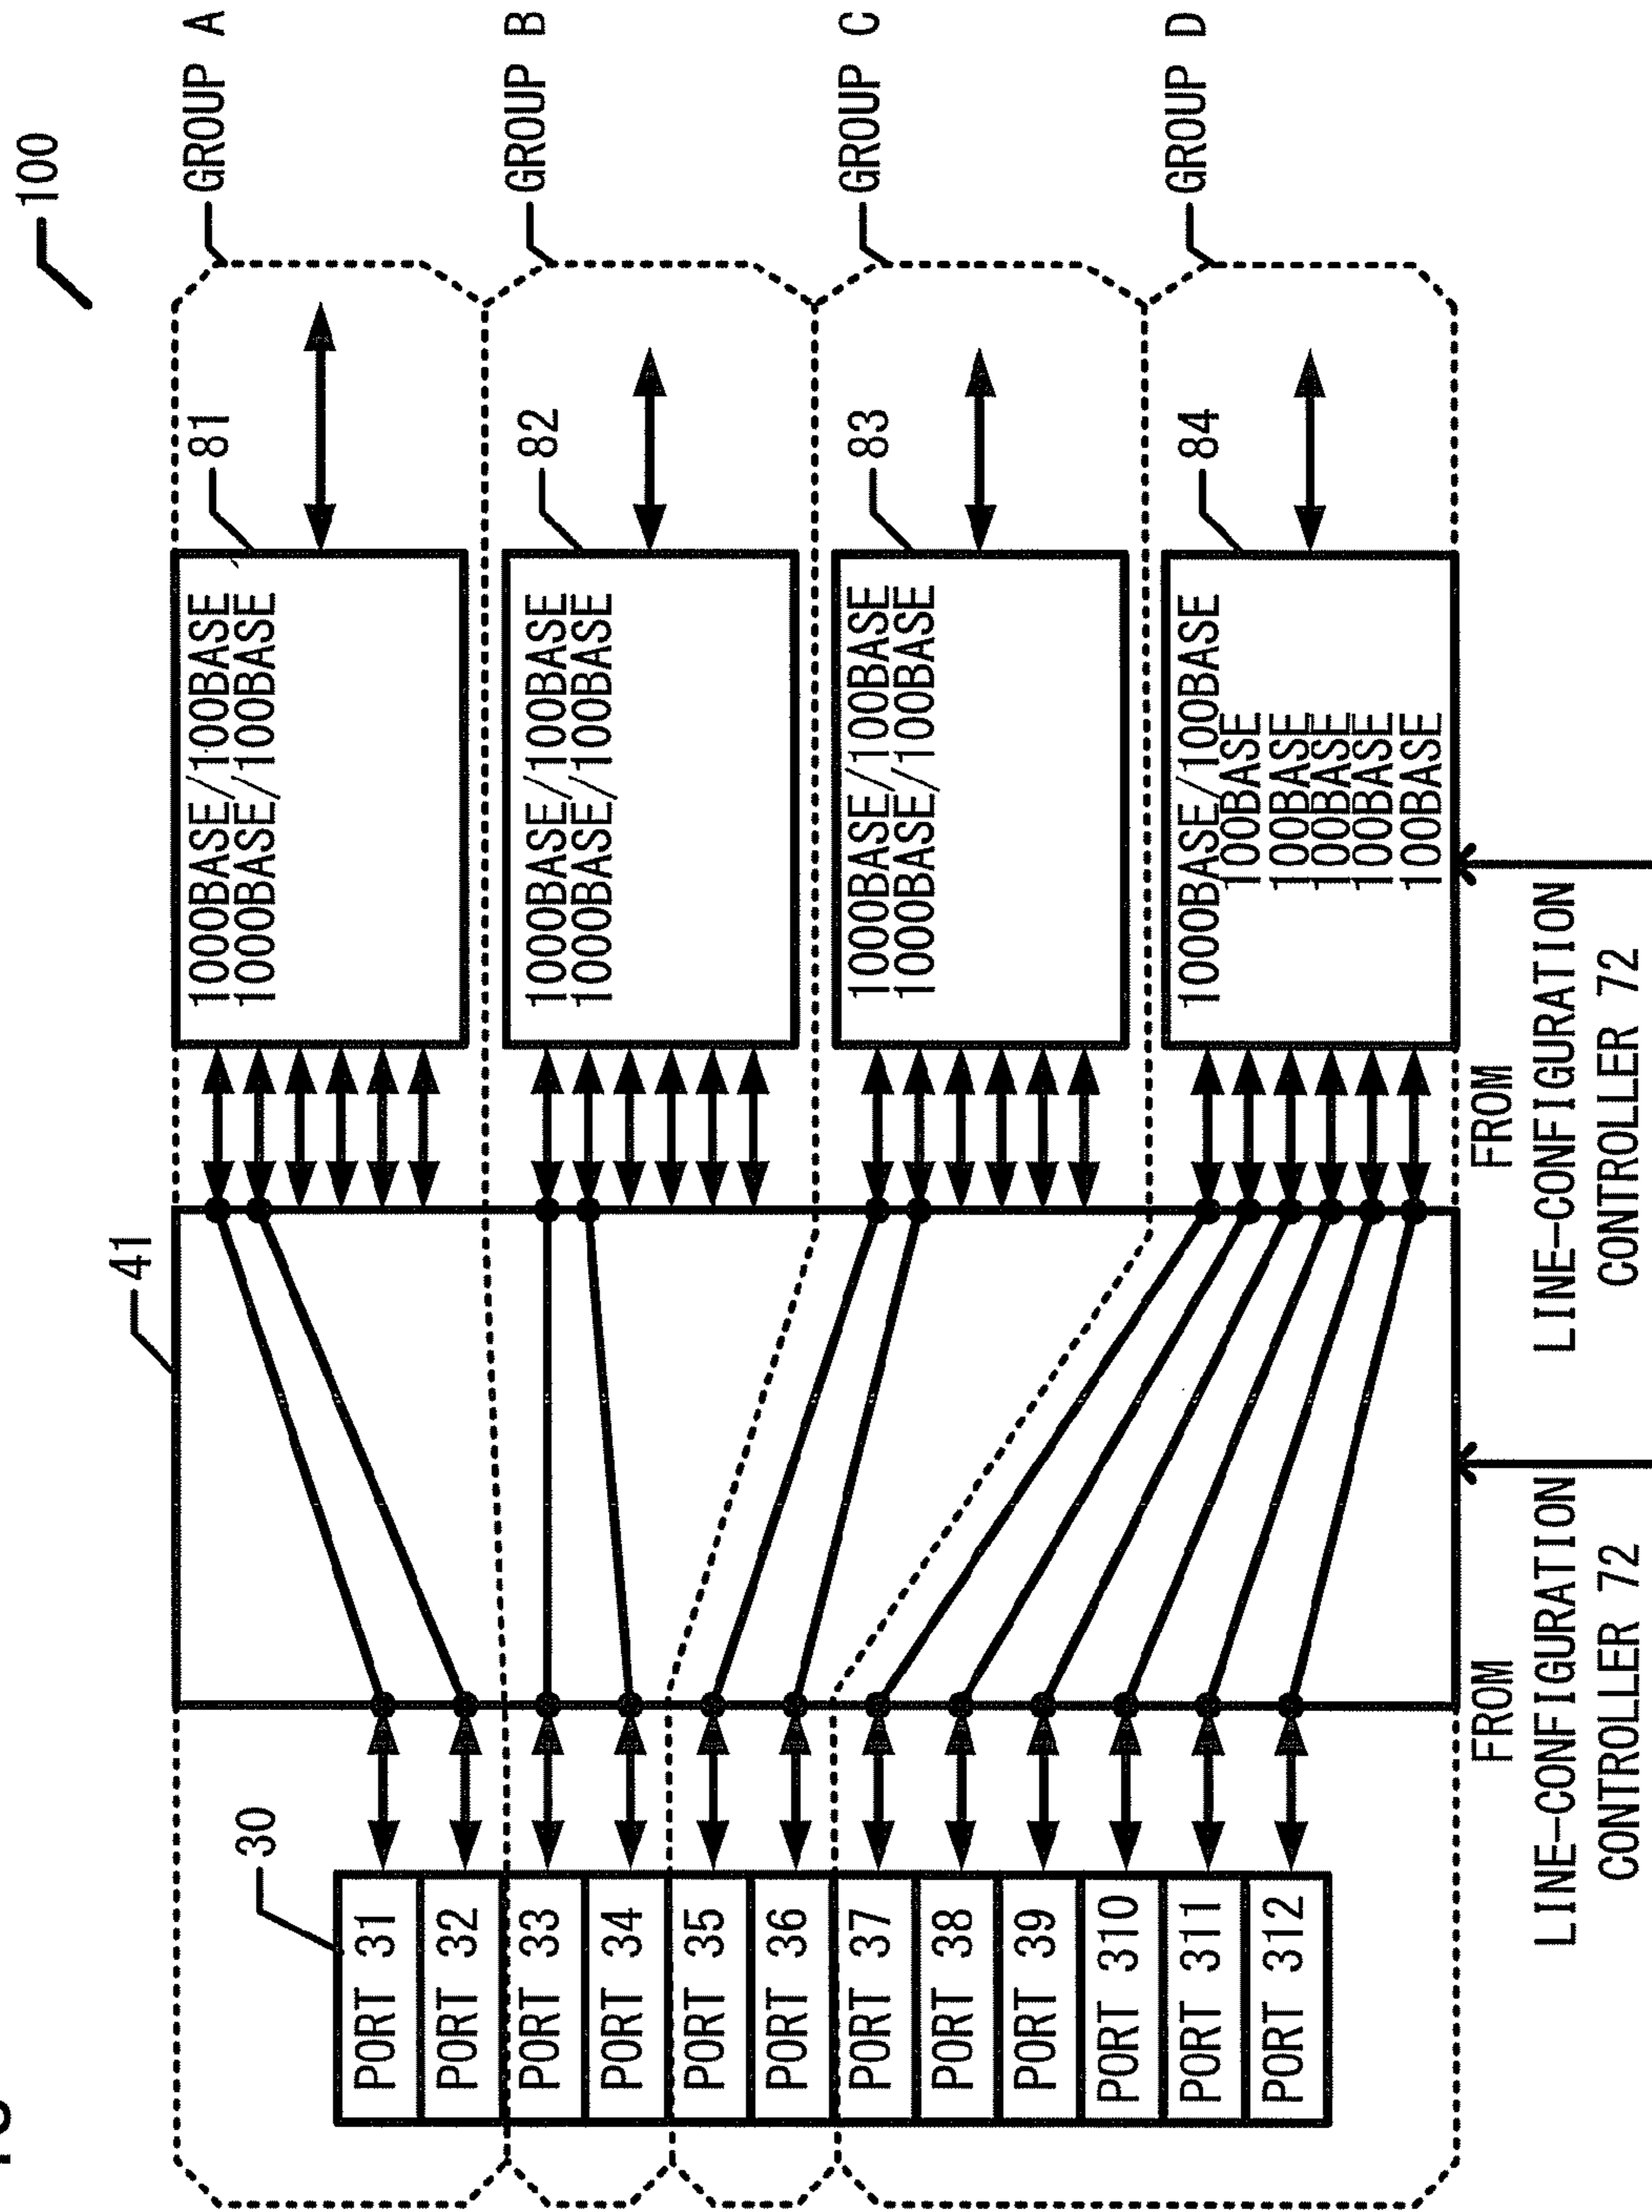 100
GROUP A
GROUP B
GROUP C
GROUP D
41
81
1000BASE/100BASE
1000BASE/100BASE
82
1000BASE/100BASE
1000BASE/100BASE
83
1000BASE/100BASE
1000BASE/100BASE
84
1000BASE/100BASE
100BASE
100BASE
100BASE
100BASE
100BASE
30
PORT 31
PORT 32
PORT 33
PORT 34
PORT 35
PORT 36
PORT 37
PORT 38
PORT 39
PORT 310
PORT 311
PORT 312
FROM
LINE-CONFIGURATION
CONTROLLER 72
FROM
LINE-CONFIGURATION
CONTROLLER 72